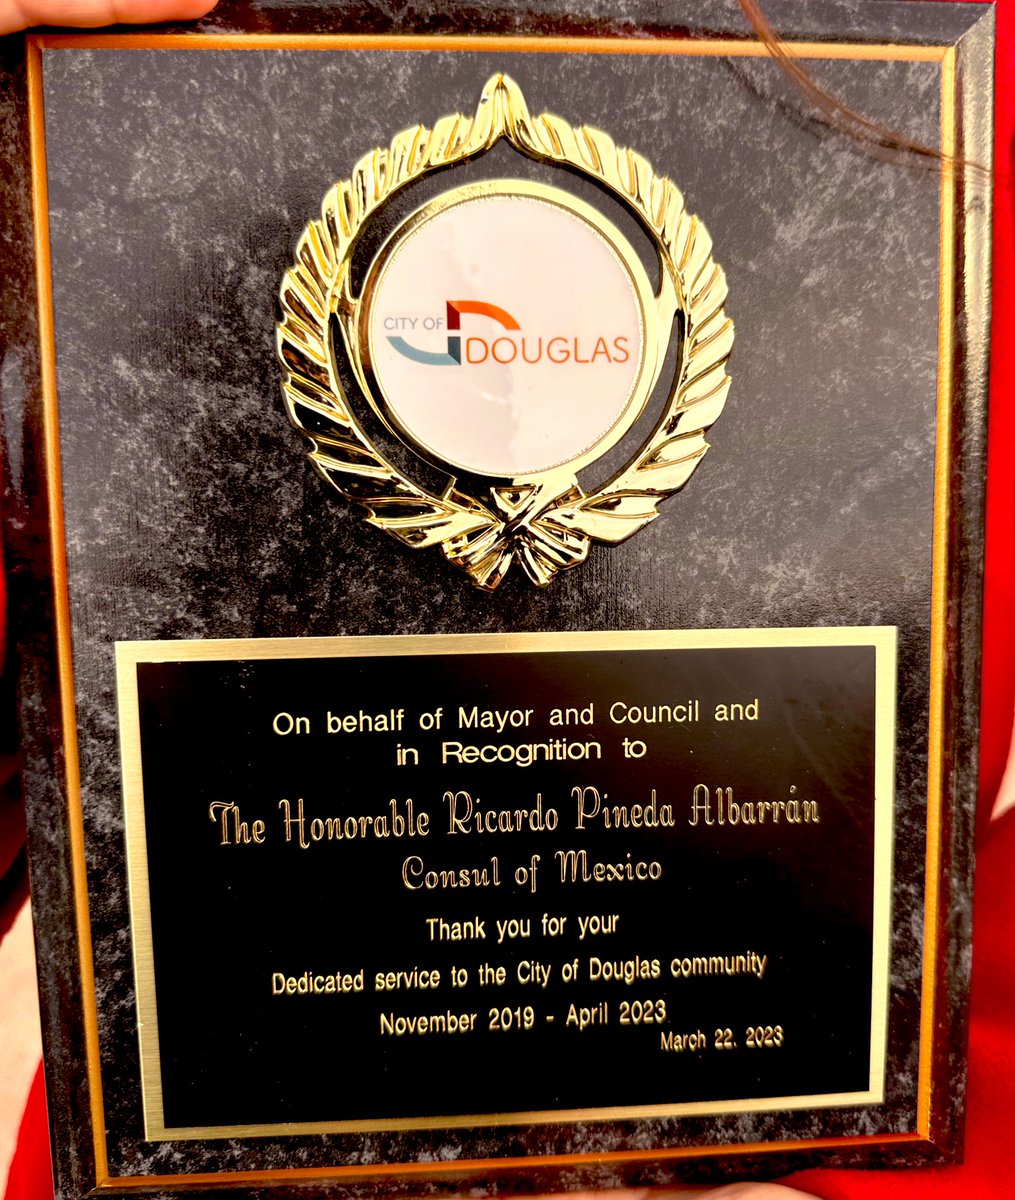 CITY OF
DOUGLAS
On behalf of Mayor and Council and
in Recognition to
The Honorable Ricardo Pineda Albarrán
Consul of Mexico
Thank you for your
Dedicated service to the City of Douglas community
November 2019 - April 2023
March 22, 2023